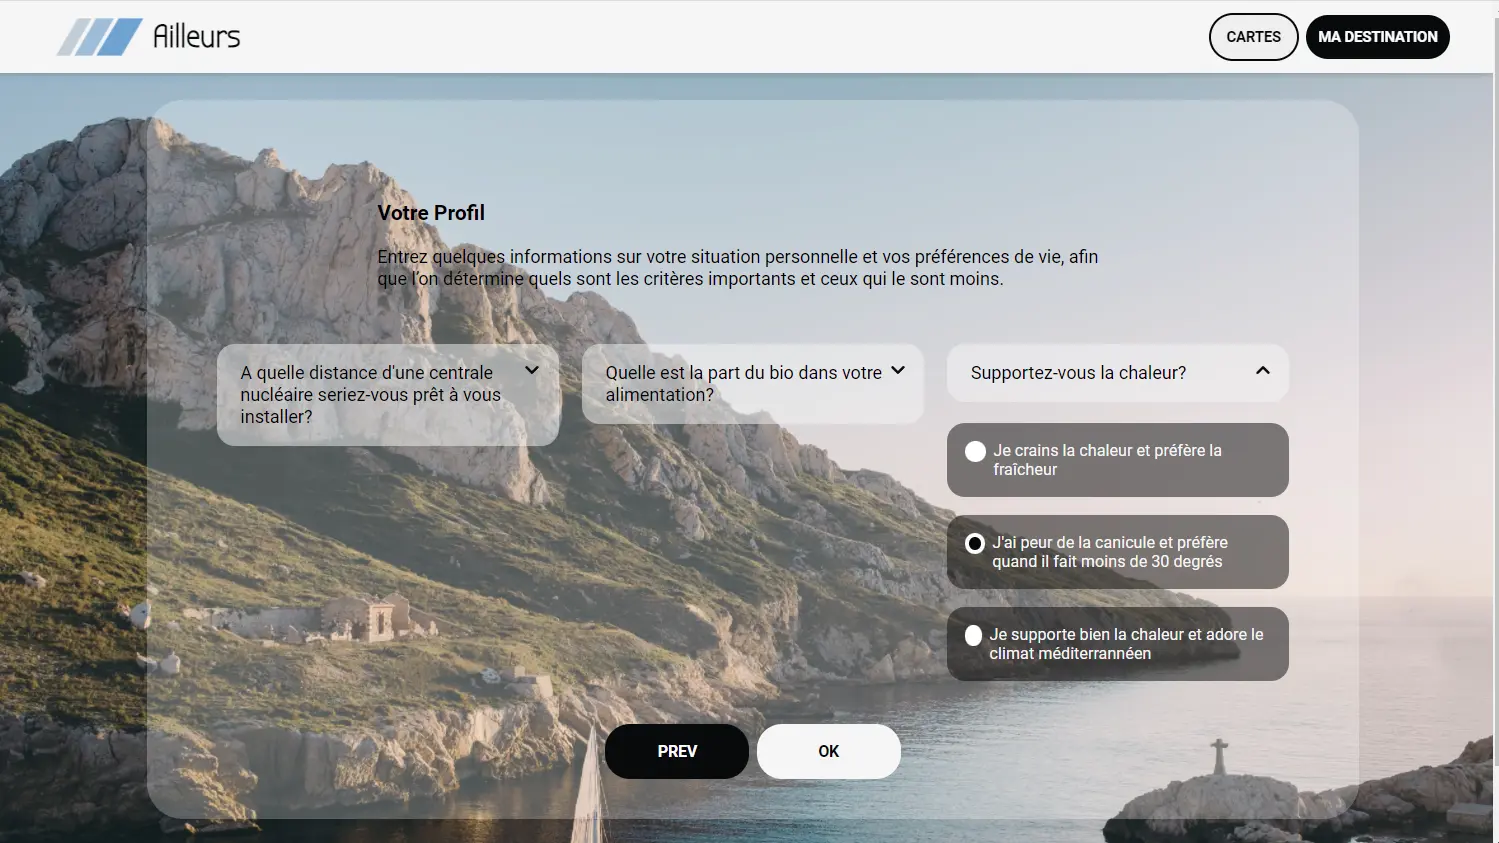 Ailleurs
CARTES
MA DESTINATION
Votre Profil
Entrez quelques informations sur votre situation personnelle et vos préférences de vie, afin
que l'on détermine quels sont les critères importants et ceux qui le sont moins.
A quelle distance d'une centrale
nucléaire seriez-vous prêt à vous
installer?
Quelle est la part du bio dans votre
alimentation?
Supportez-vous la chaleur?
Je crains la chaleur et préfère la
fraîcheur
J'ai peur de la canicule et préfère
quand il fait moins de 30 degrés
Je supporte bien la chaleur et adore le
climat méditerrannéen
PREV
OK